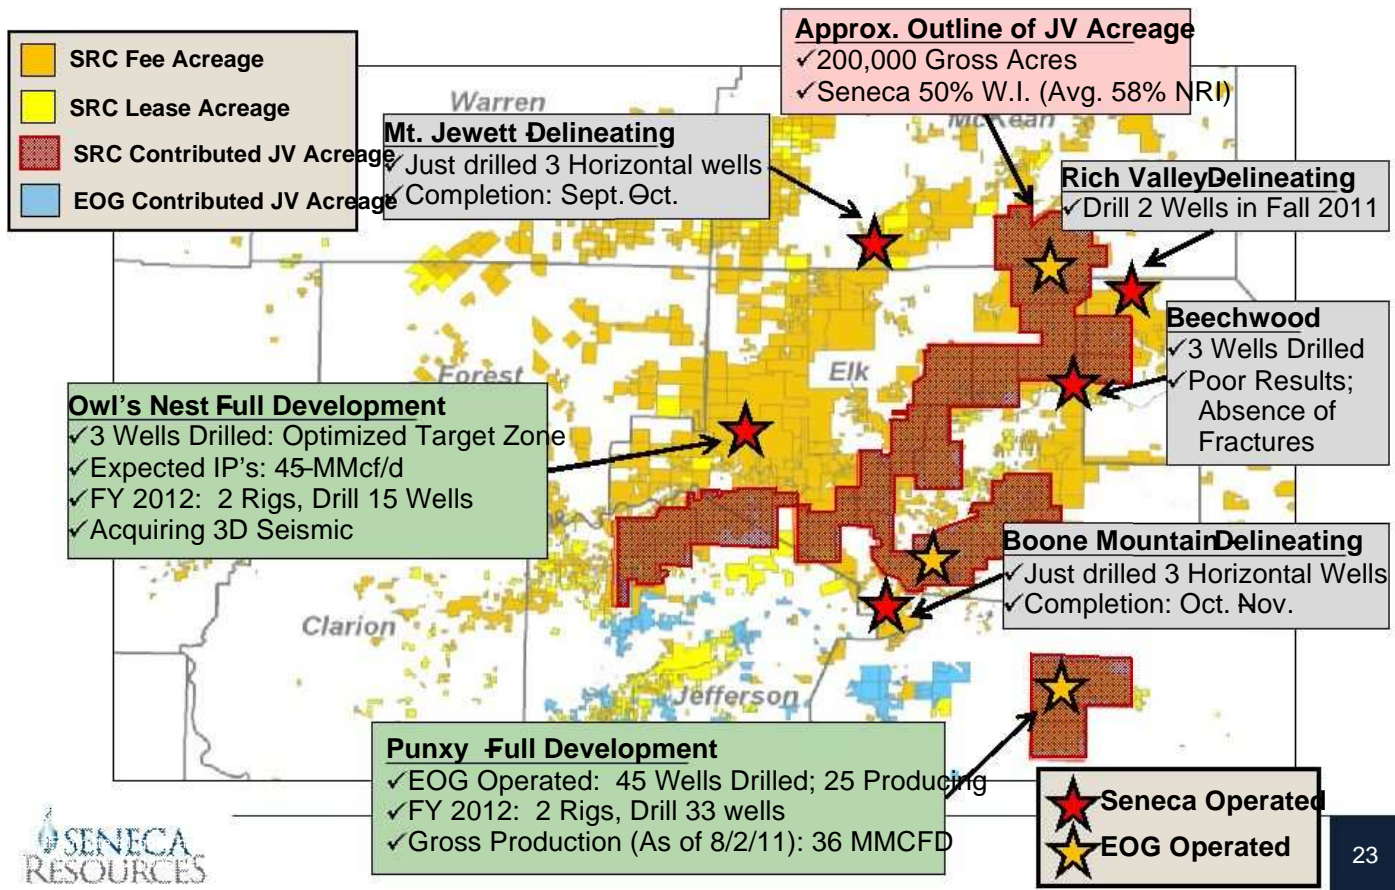 SRC Fee Acreage
SRC Lease Acreage
SRC Contributed JV Acreage
EOG Contributed JV Acreage
Approx. Outline of JV Acreage
✓200,000 Gross Acres
✓Seneca 50% W.I. (Avg. 58% NRI)
Warren
McKean
Mt. Jewett –Delineating
✓Just drilled 3 Horizontal wells
✓Completion: Sept. –Oct.
Rich Valley –Delineating
✓Drill 2 Wells in Fall 2011
Beechwood
✓3 Wells Drilled
✓Poor Results;
Absence of
Fractures
Forest
Elk
Owl's Nest –Full Development
✓3 Wells Drilled: Optimized Target Zone
✓Expected IP's: 4–5 MMcf/d
✓FY 2012: 2 Rigs, Drill 15 Wells
✓Acquiring 3D Seismic
Boone Mountain –Delineating
✓Just drilled 3 Horizontal Wells
✓Completion: Oct. –Nov.
Clarion
Jefferson
Punxy –Full Development
✓EOG Operated: 45 Wells Drilled; 25 Producing
✓FY 2012: 2 Rigs, Drill 33 wells
✓Gross Production (As of 8/2/11): 36 MMCFD
Seneca Operated
EOG Operated
SENECA
RESOURCES
23